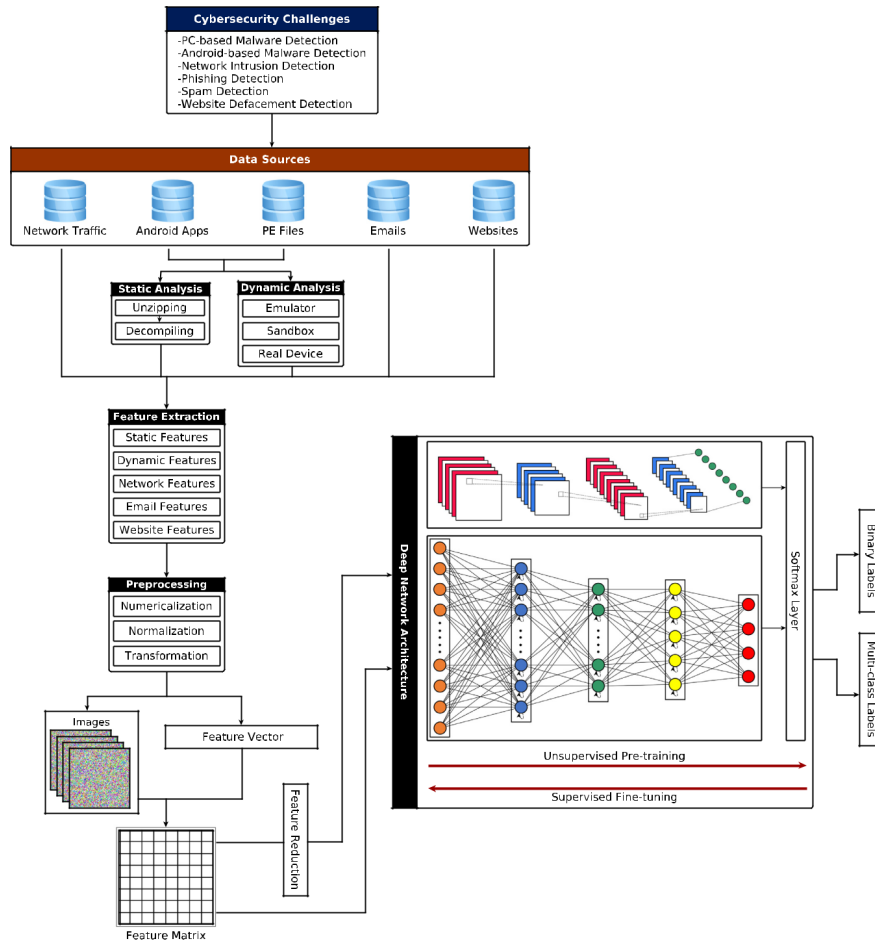 Cybersecurity Challenges
-PC-based Malware Detection
-Android-based Malware Detection
-Network Intrusion Detection
-Phishing Detection
-Spam Detection
-Website Defacement Detection
Data Sources
Network Traffic
Android Apps
PE Files
Emails
Websites
Static Analysis
Unzipping
Decompiling
Dynamic Analysis
Emulator
Sandbox
Real Device
Feature Extraction
Static Features
Dynamic Features
Network Features
Email Features
Website Features
Preprocessing
Numericalization
Normalization
Transformation
Images
Feature Vector
Feature Matrix
Feature Reduction
Deep Network Architecture
Softmax Layer
Unsupervised Pre-training
Supervised Fine-tuning
Binary Labels
Multi-class Labels